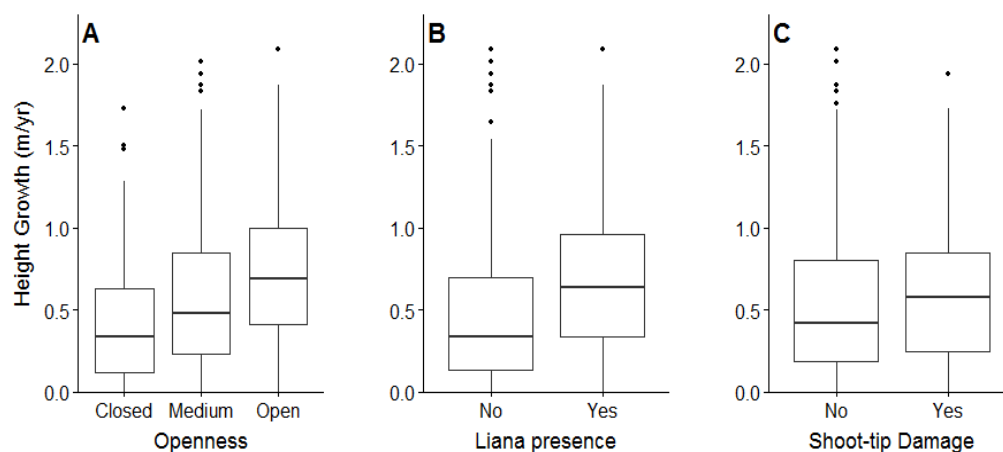 A
B
C
Height Growth (m/yr)
2.0
1.5
1.0
0.5
0.0
Closed Medium Open
Openness
2.0
1.5
1.0
0.5
0.0
No Yes
Liana presence
2.0
1.5
1.0
0.5
0.0
No Yes
Shoot-tip Damage